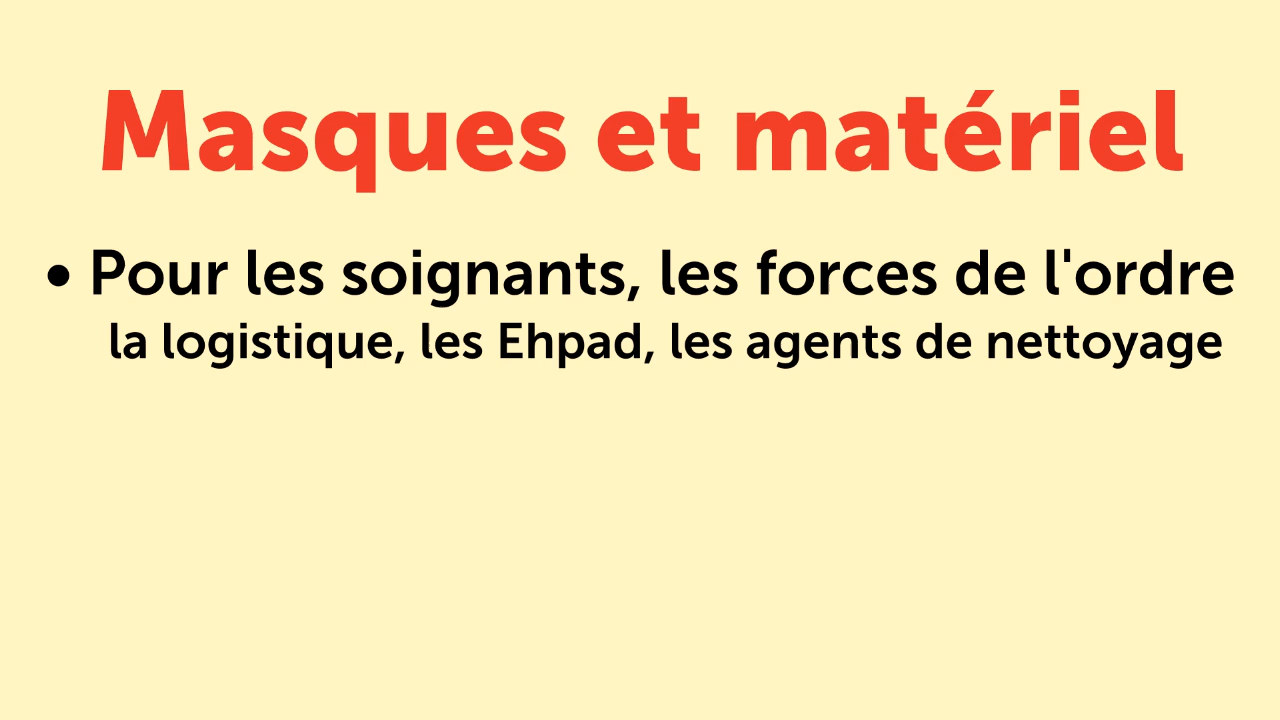 Masques et matériel
• Pour les soignants, les forces de l'ordre
la logistique, les Ehpad, les agents de nettoyage